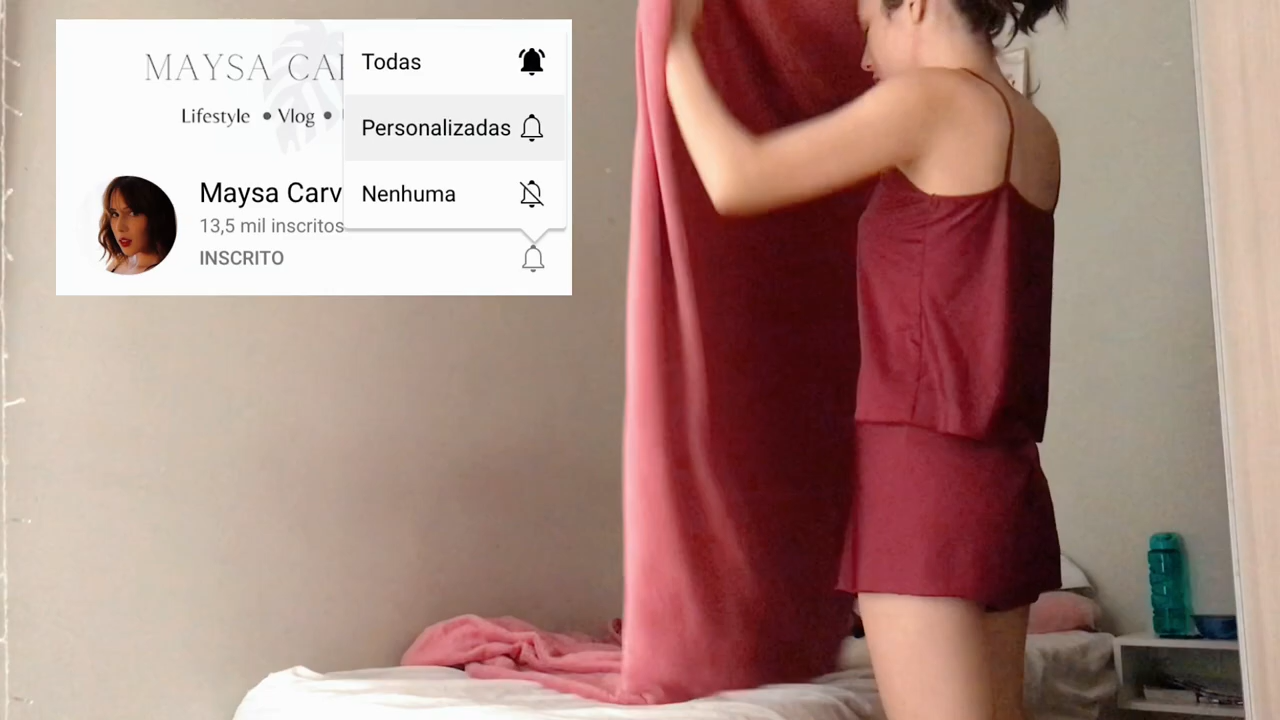 MAYSA CA
Lifestyle • Vlog •
Todas
Personalizadas
Nenhuma
Maysa Carv
13,5 mil inscritos
INSCRITO